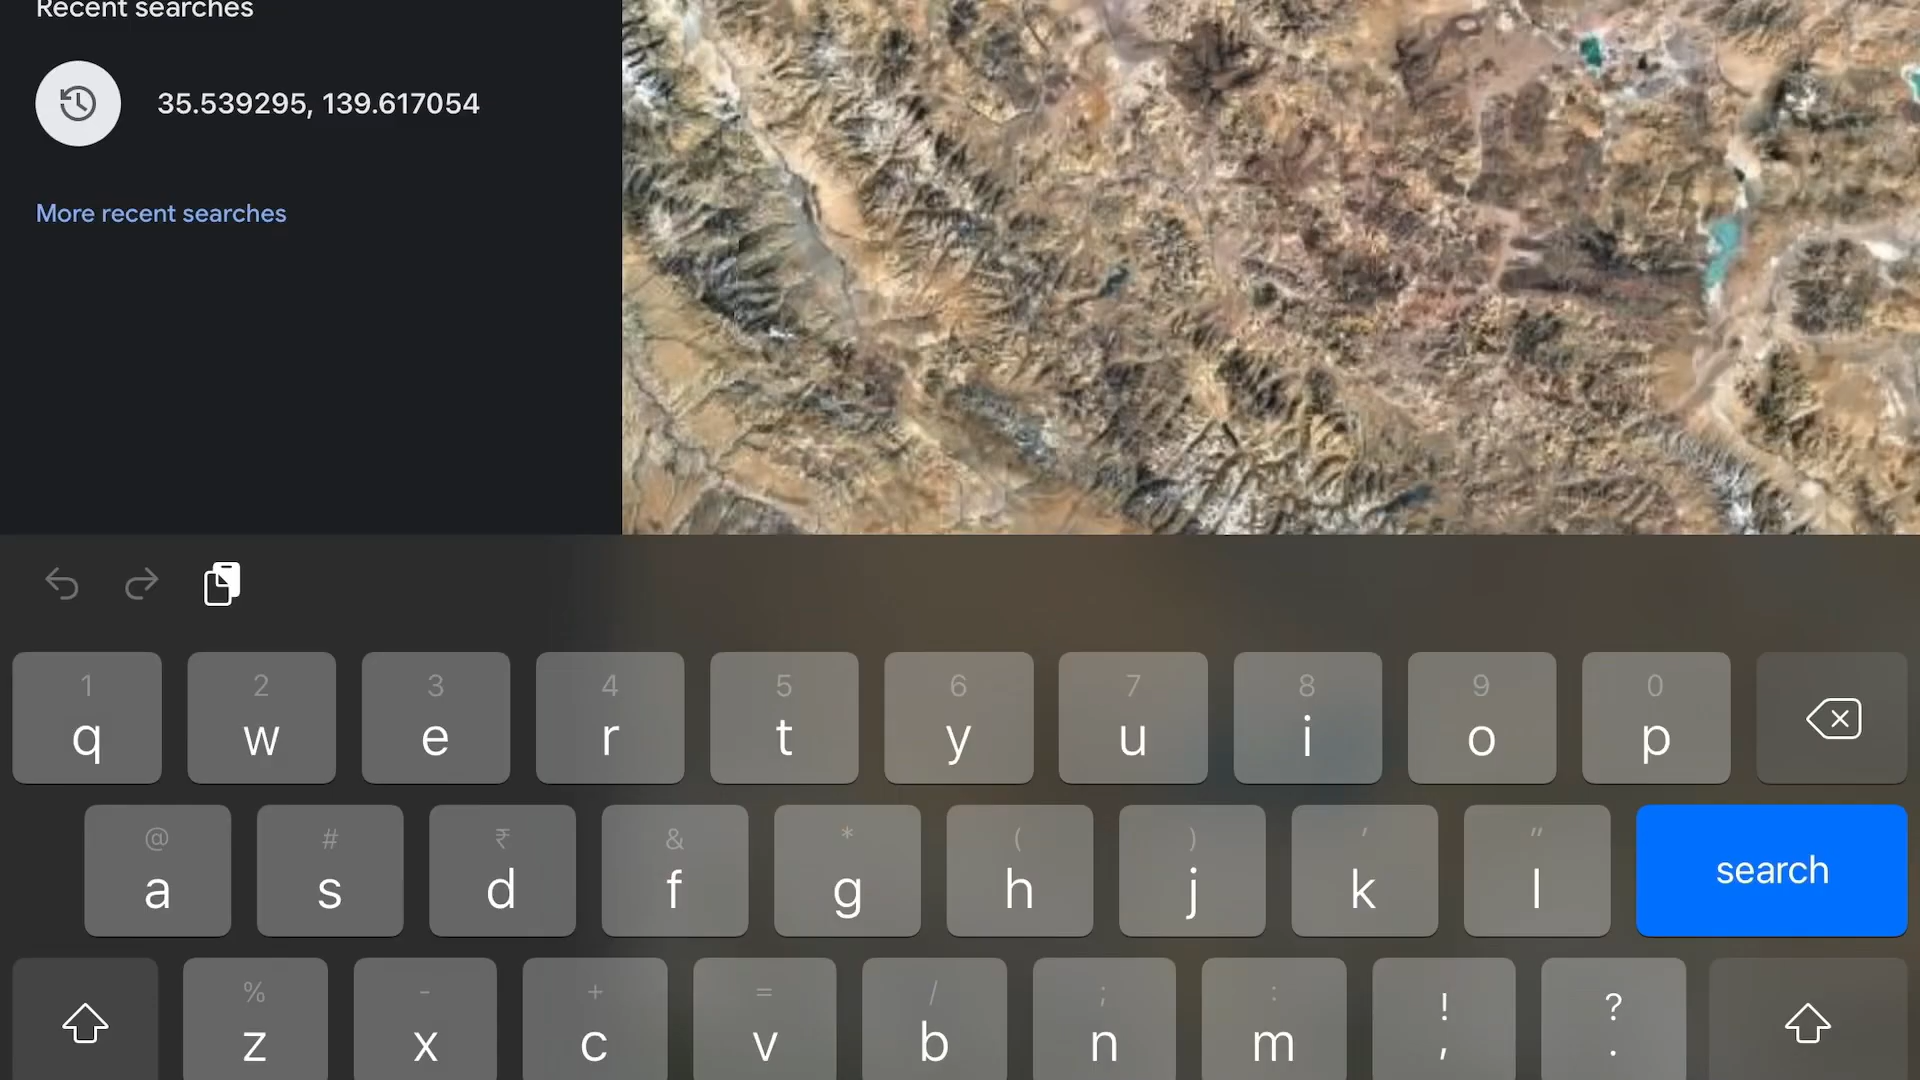 Recent searches
35.539295, 139.617054
More recent searches
1 2 3 4 5 6 7 8 9 0
q w e r t y u i o p
@ # ₹ & * ( ) ' "
a s d f g h j k l search
% - + = / ; : ! ?
z x c v b n m , .